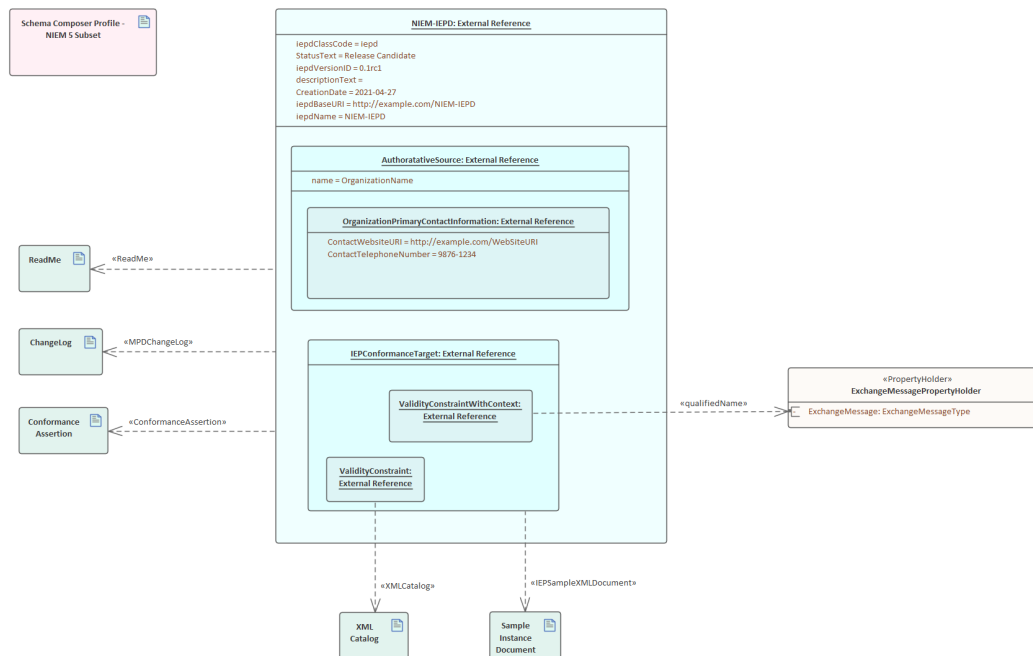 Schema Composer Profile -
NIEM 5 Subset
NIEM-IEPD: External Reference
iepdClassCode = iepd
StatusText = Release Candidate
iepdVersionID = 0.1rc1
descriptionText =
CreationDate = 2021-04-27
iepdBaseURI = http://example.com/NIEM-IEPD
iepdName = NIEM-IEPD
AuthoratativeSource: External Reference
name = OrganizationName
OrganizationPrimaryContactInformation: External Reference
ContactWebsiteURI = http://example.com/WebSiteURI
ContactTelephoneNumber = 9876-1234
ReadMe
«ReadMe»
ChangeLog
«MPDChangeLog»
IEPConformanceTarget: External Reference
Conformance
Assertion
«ConformanceAssertion»
ValidityConstraintWithContext:
External Reference
«qualifiedName»
«PropertyHolder»
ExchangeMessagePropertyHolder
ExchangeMessage: ExchangeMessageType
ValidityConstraint:
External Reference
«XMLCatalog»
«IEPSampleXMLDocument»
XML
Catalog
Sample
Instance
Document